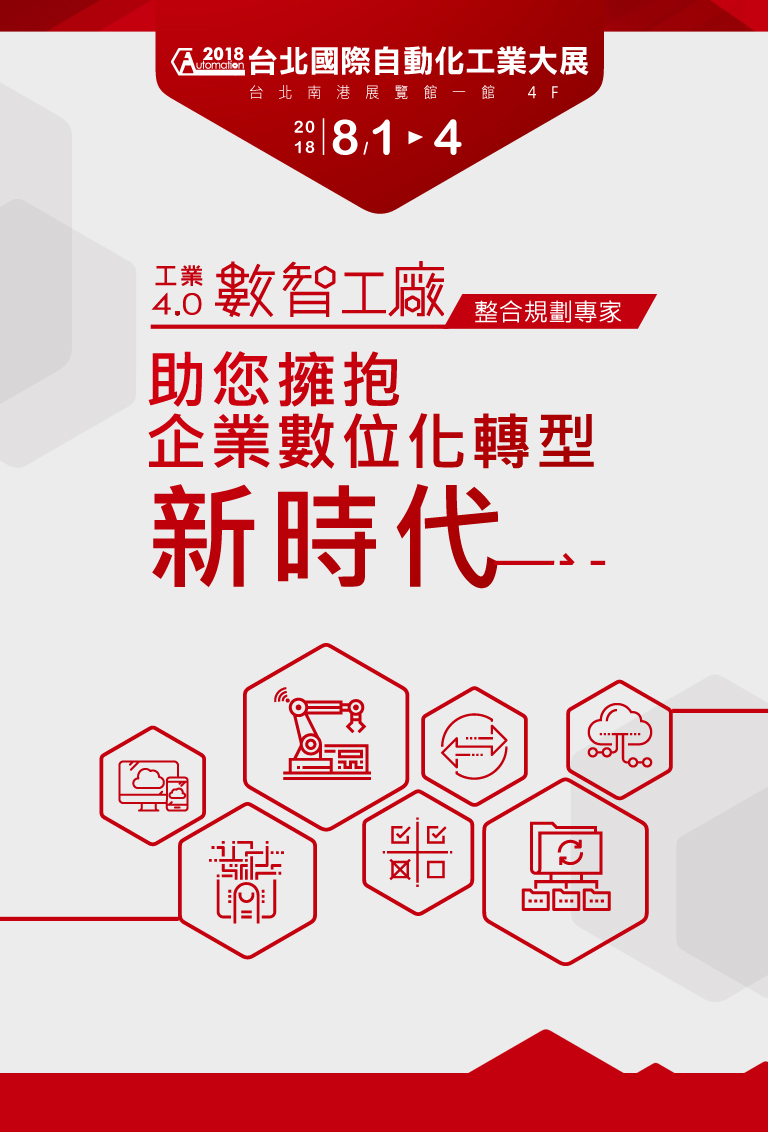 2018 Automation 台北國際自動化工業大展
台北南港展覽館一館 4F
2018 8/1 ▶ 4
工業4.0 數智工廠 整合規劃專家
助您擁抱
企業數位化轉型
新時代